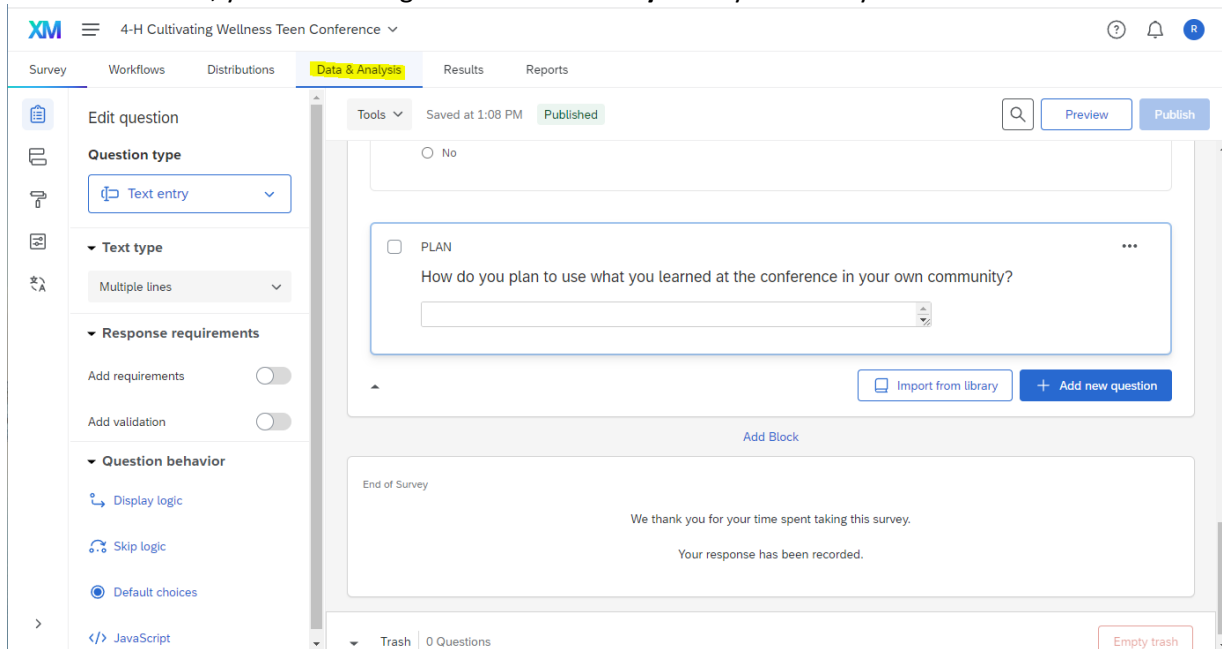 XM 4-H Cultivating Wellness Teen Conference ? R
Survey Workflows Distributions Data & Analysis Results Reports
Edit question
Tools Saved at 1:08 PM Published Preview Publish
Question type
Text entry
Text type
Multiple lines
Response requirements
Add requirements
Add validation
Question behavior
Display logic
Skip logic
Default choices
</> JavaScript
No
PLAN
How do you plan to use what you learned at the conference in your own community?
Import from library + Add new question
Add Block
End of Survey
We thank you for your time spent taking this survey.
Your response has been recorded.
Trash 0 Questions Empty trash